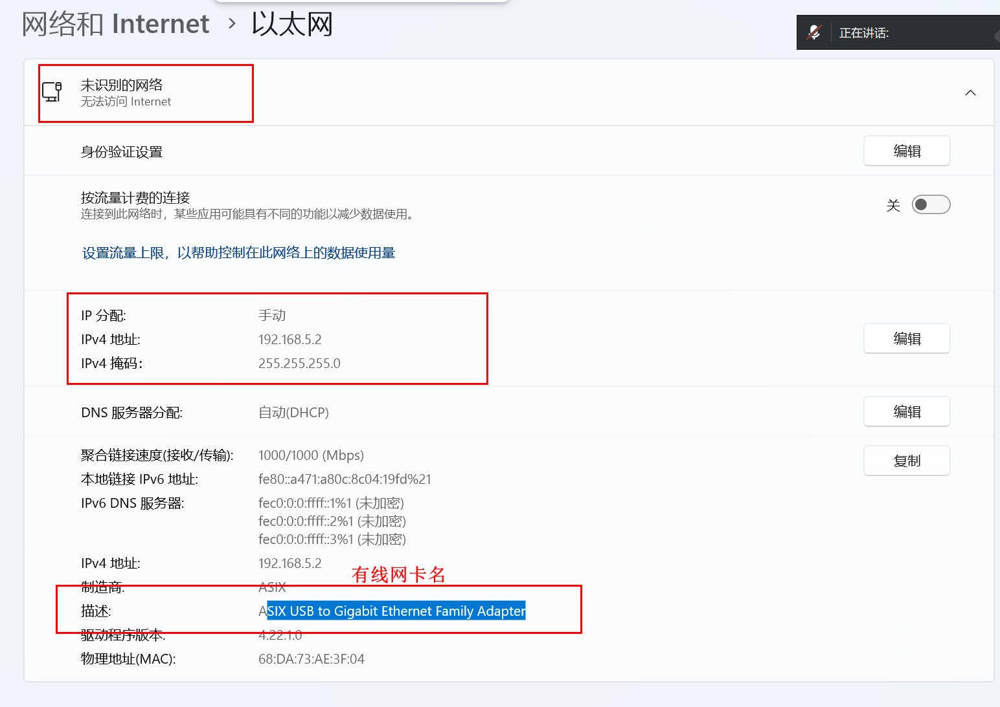 网络和 Internet › 以太网
正在讲话:
未识别的网络
无法访问 Internet
身份验证设置
编辑
按流量计费的连接
连接到此网络时，某些应用可能具有不同的功能以减少数据使用。
关
设置流量上限，以帮助控制在此网络上的数据使用量
IP 分配: 手动
IPv4 地址: 192.168.5.2
编辑
IPv4 掩码: 255.255.255.0
DNS 服务器分配: 自动(DHCP)
编辑
聚合链接速度(接收/传输): 1000/1000 (Mbps)
复制
本地链接 IPv6 地址: fe80::a471:a80c:8c04:19fd%21
IPv6 DNS 服务器: fec0:0:0:ffff::1%1 (未加密)
fec0:0:0:ffff::2%1 (未加密)
fec0:0:0:ffff::3%1 (未加密)
IPv4 地址: 192.168.5.2
有线网卡名
制造商: ASIX
描述: ASIX USB to Gigabit Ethernet Family Adapter
驱动程序版本: 4.22.1.0
物理地址(MAC): 68:DA:73:AE:3F:04